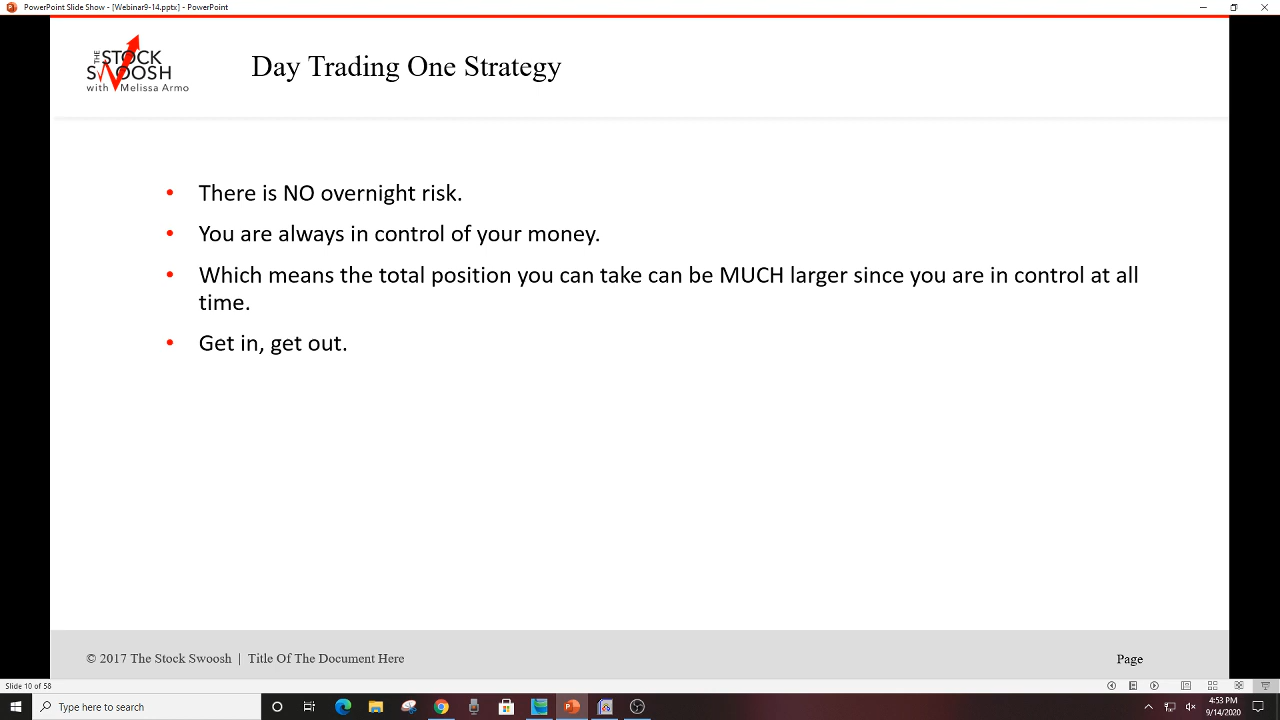 PowerPoint Slide Show - [Webinar9-14.pptx] - PowerPoint
THE
STOCK
SWOOSH
with Melissa Armo
Day Trading One Strategy
• There is NO overnight risk.
• You are always in control of your money.
• Which means the total position you can take can be MUCH larger since you are in control at all
time.
• Get in, get out.
© 2017 The Stock Swoosh | Title Of The Document Here
Page
Slide 10 of 58
Type here to search
4:53 PM
9/14/2020